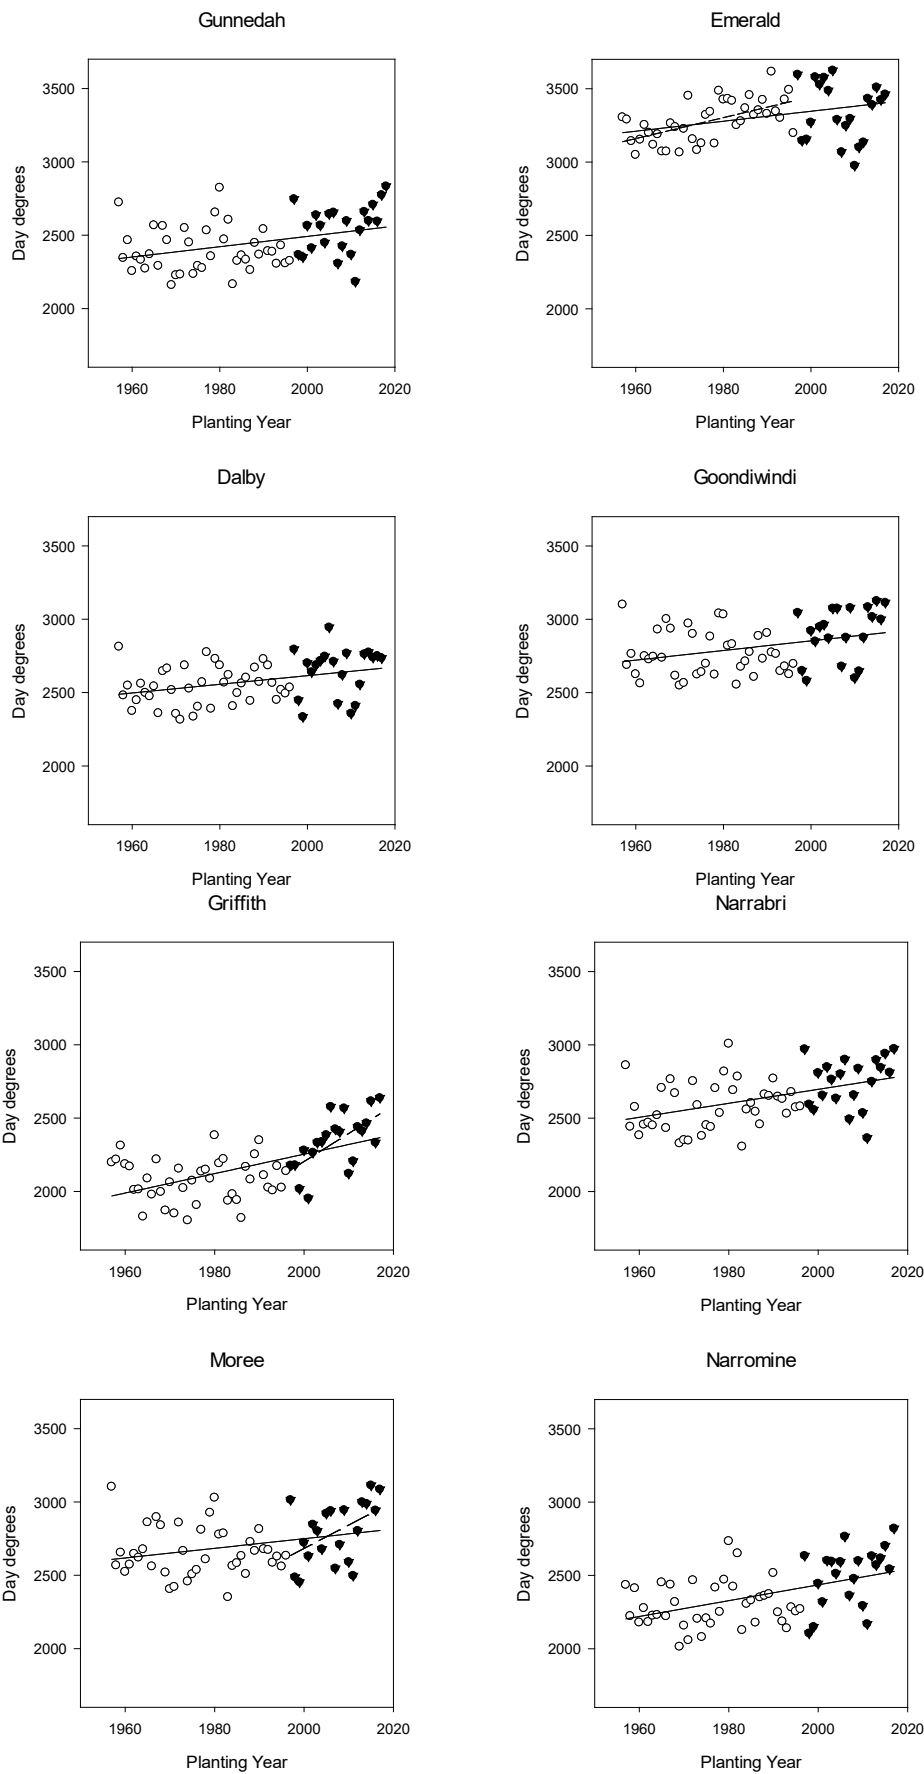 Gunnedah
3500
3000
2500
2000
Day degrees
1960 1980 2000 2020
Planting Year
Emerald
3500
3000
2500
2000
Day degrees
1960 1980 2000 2020
Planting Year
Dalby
3500
3000
2500
2000
Day degrees
1960 1980 2000 2020
Planting Year
Goondiwindi
3500
3000
2500
2000
Day degrees
1960 1980 2000 2020
Planting Year
Griffith
3500
3000
2500
2000
Day degrees
1960 1980 2000 2020
Planting Year
Narrabri
3500
3000
2500
2000
Day degrees
1960 1980 2000 2020
Planting Year
Moree
3500
3000
2500
2000
Day degrees
1960 1980 2000 2020
Planting Year
Narromine
3500
3000
2500
2000
Day degrees
1960 1980 2000 2020
Planting Year